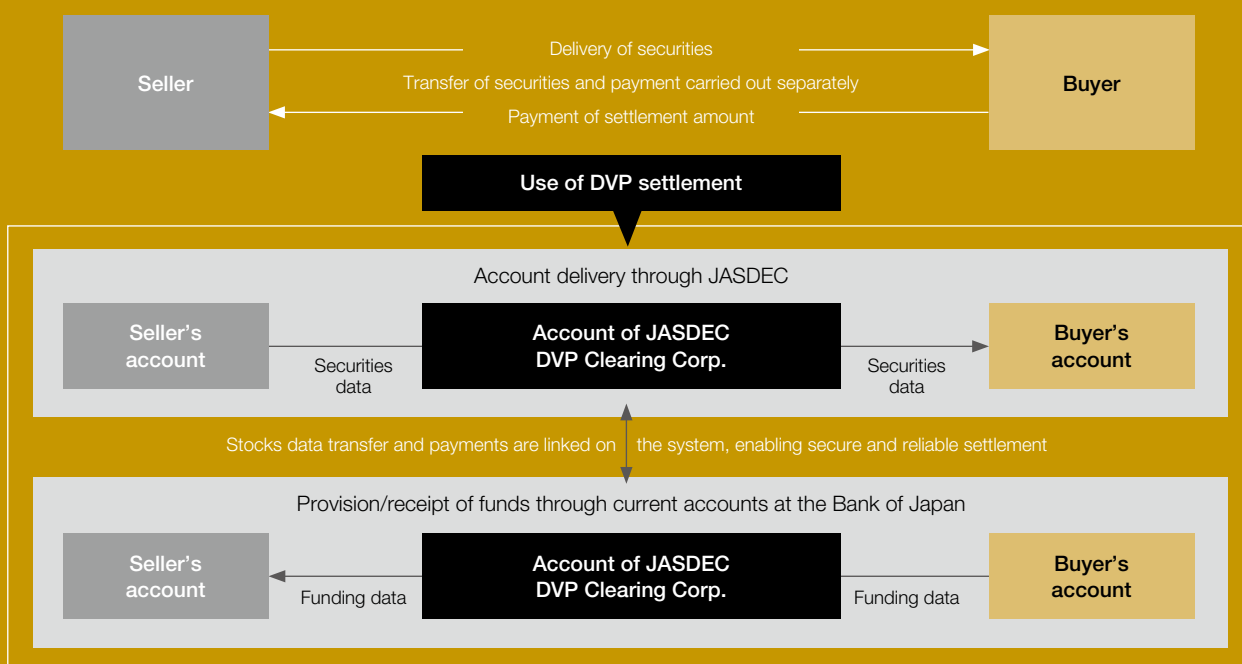 Delivery of securities
Seller
Transfer of securities and payment carried out separately
Buyer
Payment of settlement amount
Use of DVP settlement
Account delivery through JASDEC
Seller’s
account
Securities
data
Account of JASDEC
DVP Clearing Corp.
Securities
data
Buyer’s
account
Stocks data transfer and payments are linked on the system, enabling secure and reliable settlement
Provision/receipt of funds through current accounts at the Bank of Japan
Seller’s
account
Funding data
Account of JASDEC
DVP Clearing Corp.
Funding data
Buyer’s
account